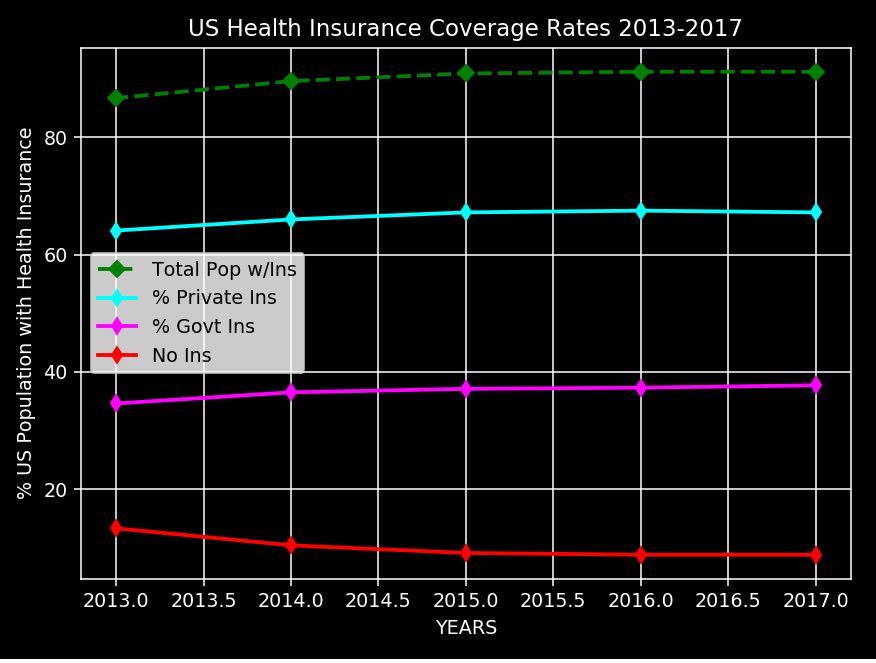 US Health Insurance Coverage Rates 2013-2017
% US Population with Health Insurance
80
60
40
20
Total Pop w/Ins
% Private Ins
% Govt Ins
No Ins
2013.0 2013.5 2014.0 2014.5 2015.0 2015.5 2016.0 2016.5 2017.0
YEARS